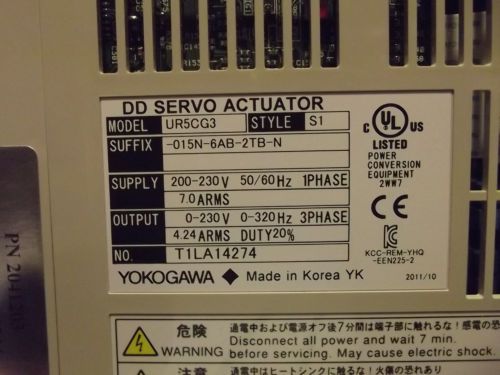 DD SERVO ACTUATOR
MODEL UR5CG3 STYLE S1
SUFFIX -015N-6AB-2TB-N
SUPPLY 200-230V 50/60Hz 1PHASE
7.0ARMS
OUTPUT 0-230V 0-320Hz 3PHASE
4.24ARMS DUTY20%
NO. T1LA14274
YOKOGAWA Made in Korea YK
C UL US
LISTED
POWER
CONVERSION
EQUIPMENT
2WW7
CE
KCC-REM-YHQ
-EEN225-2
2011/10
危険
WARNING
通電中および電源オフ後7分間は端子部に触れるな!感電の恐
Disconnect all power and wait 7 min.
before servicing. May cause electric shock.
通電中はヒートシンクに触るな!火傷の恐れあり